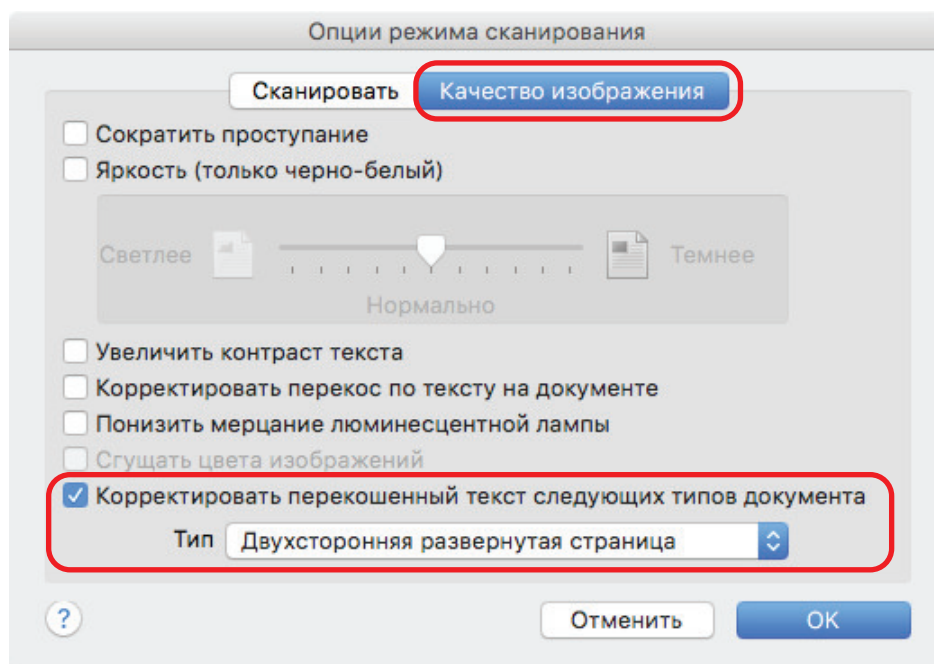 Опции режима сканирования
Сканировать Качество изображения
Сократить проступание
Яркость (только черно-белый)
Светлее Темнее
Нормально
Увеличить контраст текста
Корректировать перекос по тексту на документе
Понизить мерцание люминесцентной лампы
Сгущать цвета изображений
Корректировать перекошенный текст следующих типов документа
Тип Двухсторонняя развернутая страница
? Отменить OK